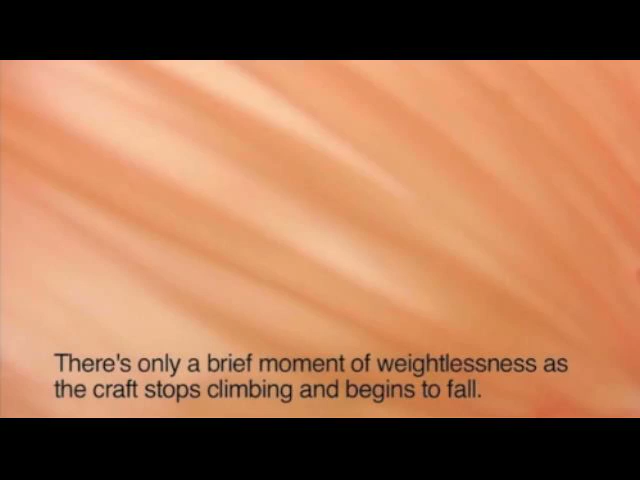 There's only a brief moment of weightlessness as
the craft stops climbing and begins to fall.